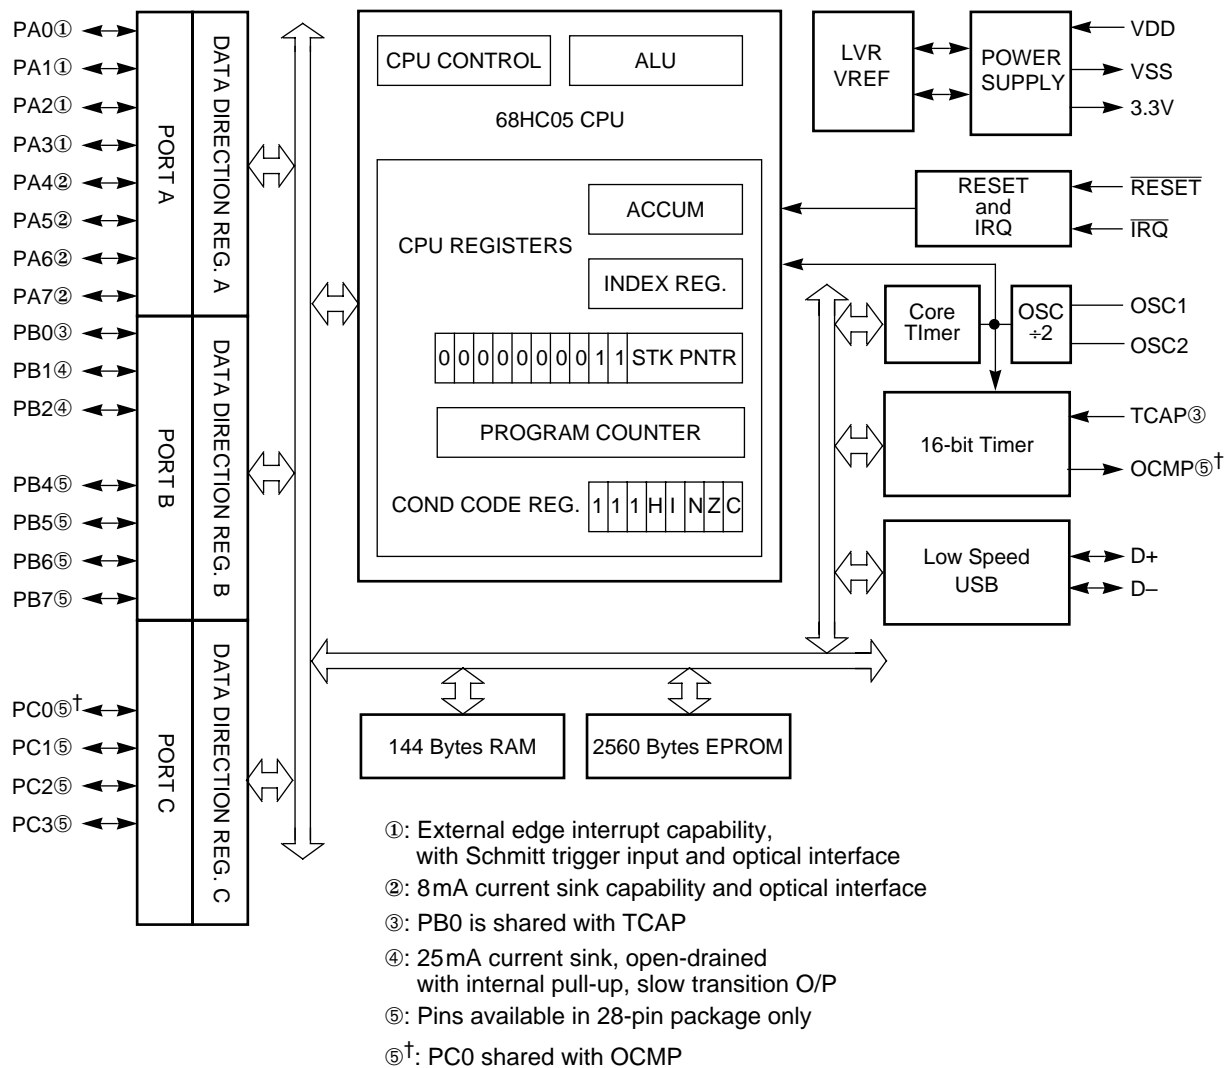 PA0①
PA1①
PA2①
PA3①
PA4②
PA5②
PA6②
PA7②
PB0③
PB1④
PB2④
PB4⑤
PB5⑤
PB6⑤
PB7⑤
PC0⑤†
PC1⑤
PC2⑤
PC3⑤
PORT A
DATA DIRECTION REG. A
PORT B
DATA DIRECTION REG. B
PORT C
DATA DIRECTION REG. C
CPU CONTROL
ALU
68HC05 CPU
ACCUM
CPU REGISTERS
INDEX REG.
0 0 0 0 0 0 0 0 1 1 STK PNTR
PROGRAM COUNTER
COND CODE REG. 1 1 1 H I N Z C
LVR
VREF
POWER
SUPPLY
VDD
VSS
3.3V
RESET
and
IRQ
RESET
IRQ
Core
TImer
OSC
÷2
OSC1
OSC2
16-bit Timer
TCAP③
OCMP⑤†
Low Speed
USB
D+
D–
144 Bytes RAM
2560 Bytes EPROM
①: External edge interrupt capability,
with Schmitt trigger input and optical interface
②: 8mA current sink capability and optical interface
③: PB0 is shared with TCAP
④: 25mA current sink, open-drained
with internal pull-up, slow transition O/P
⑤: Pins available in 28-pin package only
⑤†: PC0 shared with OCMP